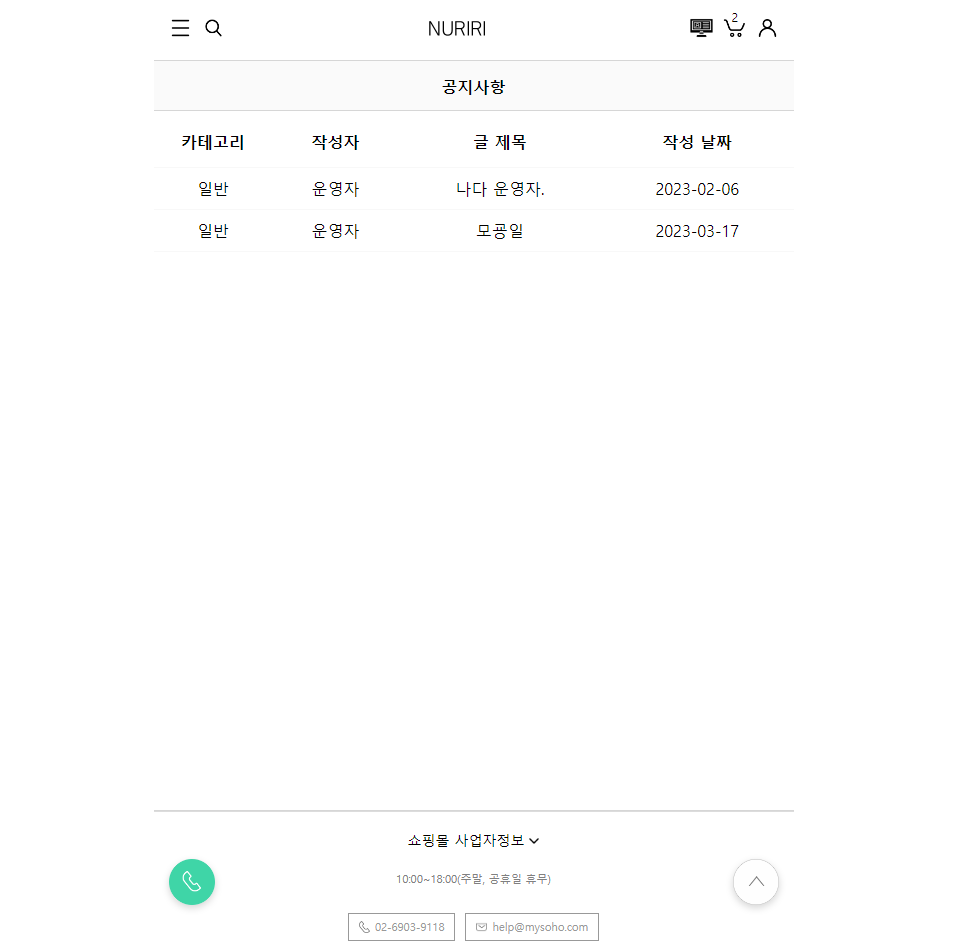 NURIRI 2
공지사항
카테고리 작성자 글 제목 작성 날짜
일반 운영자 나다 운영자. 2023-02-06
일반 운영자 모굥일 2023-03-17
쇼핑몰 사업자정보
10:00~18:00(주말, 공휴일 휴무)
02-6903-9118 help@mysoho.com